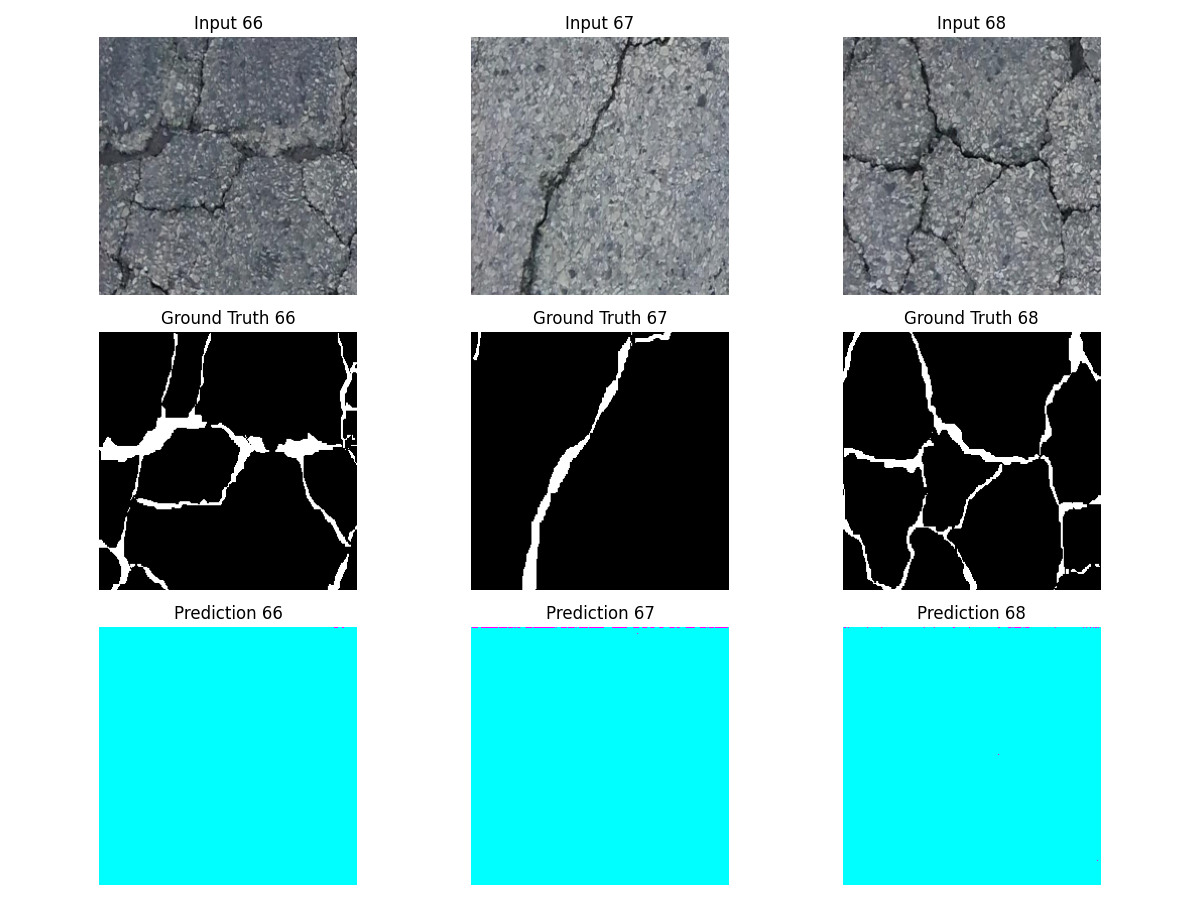 Input 66
Input 67
Input 68
Ground Truth 66
Ground Truth 67
Ground Truth 68
Prediction 66
Prediction 67
Prediction 68